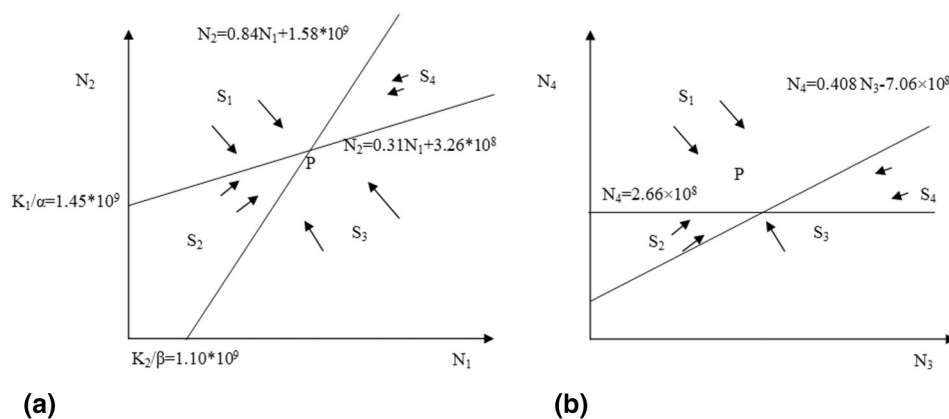 N₂=0.84N₁+1.58*10⁹
N₂
S₁
S₄
N₂=0.31N₁+3.26*10⁸
P
K₁/α=1.45*10⁹
S₂
S₃
K₂/β=1.10*10⁹
N₁
(a)
N₄
S₁
N₄=0.408 N₃-7.06×10⁸
P
N₄=2.66×10⁸
S₄
S₂
S₃
N₃
(b)